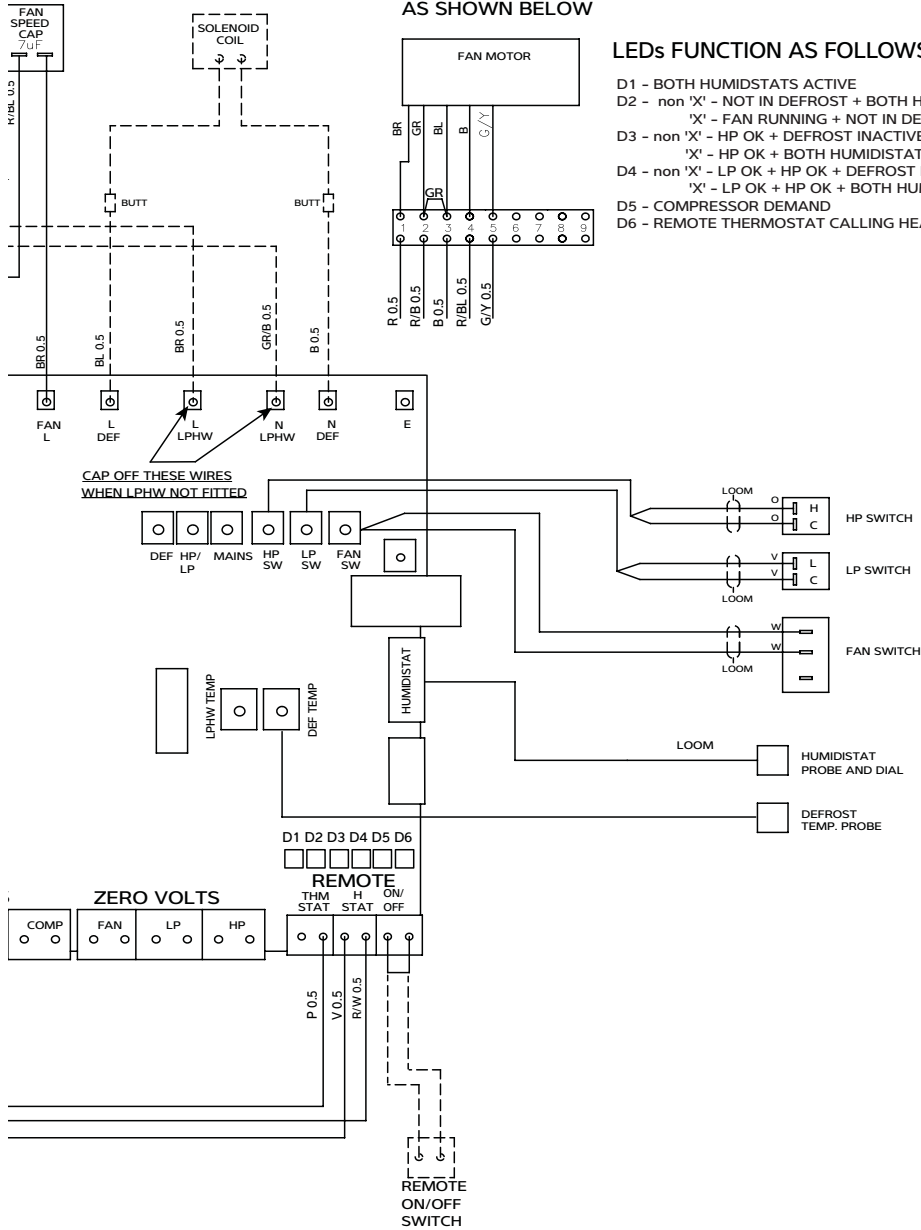 AS SHOWN BELOW
FAN
SPEED
CAP
7uF
SOLENOID
COIL
FAN MOTOR
LEDs FUNCTION AS FOLLOWS
D1 - BOTH HUMIDSTATS ACTIVE
D2 - non 'X' - NOT IN DEFROST + BOTH H
'X' - FAN RUNNING + NOT IN DE
D3 - non 'X' - HP OK + DEFROST INACTIVE
'X' - HP OK + BOTH HUMIDISTAT
D4 - non 'X' - LP OK + HP OK + DEFROST
'X' - LP OK + HP OK + BOTH HU
D5 - COMPRESSOR DEMAND
D6 - REMOTE THERMOSTAT CALLING HEA
R/BL 0.5
BR
GR
BL
B
G/Y
GR
BUTT
BUTT
1 2 3 4 5 6 7 8 9
R 0.5
R/B 0.5
B 0.5
R/BL 0.5
G/Y 0.5
BR 0.5
BL 0.5
BR 0.5
GR/B 0.5
B 0.5
FAN
L
L
DEF
L
LPHW
N
LPHW
N
DEF
E
CAP OFF THESE WIRES
WHEN LPHW NOT FITTED
DEF
HP/
LP
MAINS
HP
SW
LP
SW
FAN
SW
LOOM
O
O
H
C
HP SWITCH
V
V
L
C
LP SWITCH
LOOM
W
W
FAN SWITCH
LOOM
HUMIDISTAT
LPHW TEMP
DEF TEMP
LOOM
HUMIDISTAT
PROBE AND DIAL
DEFROST
TEMP. PROBE
D1 D2 D3 D4 D5 D6
REMOTE
THM
STAT
H
STAT
ON/
OFF
ZERO VOLTS
COMP
FAN
LP
HP
P 0.5
V 0.5
R/W 0.5
REMOTE
ON/OFF
SWITCH